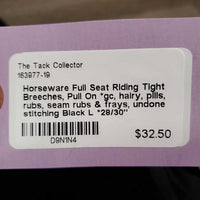 The Tack Collector
163977-19
Horseware Full Seat Riding Tight
Breeches, Pull On *gc, hairy, pills,
rubs, seam rubs & frays, undone
stitching Black L *28/30"
$32.50
D9N1N4